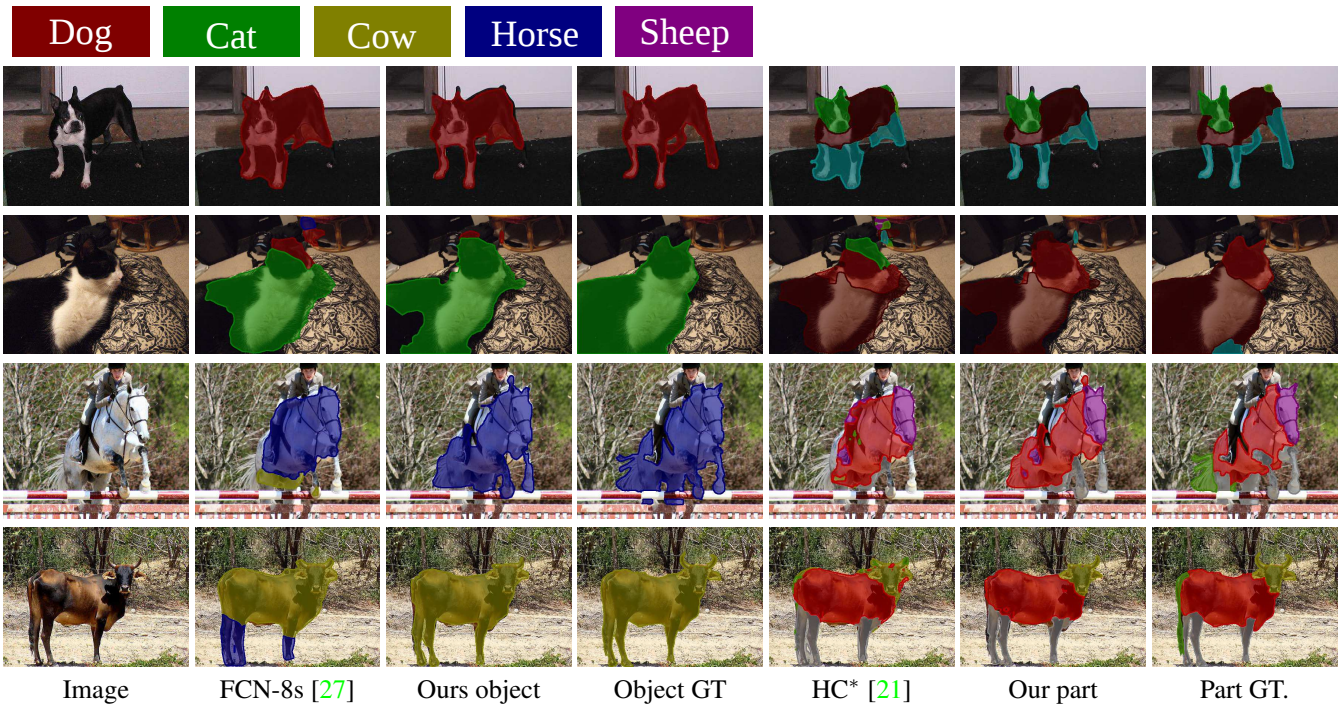 Dog Cat Cow Horse Sheep
Image FCN-8s [27] Ours object Object GT HC* [21] Our part Part GT.